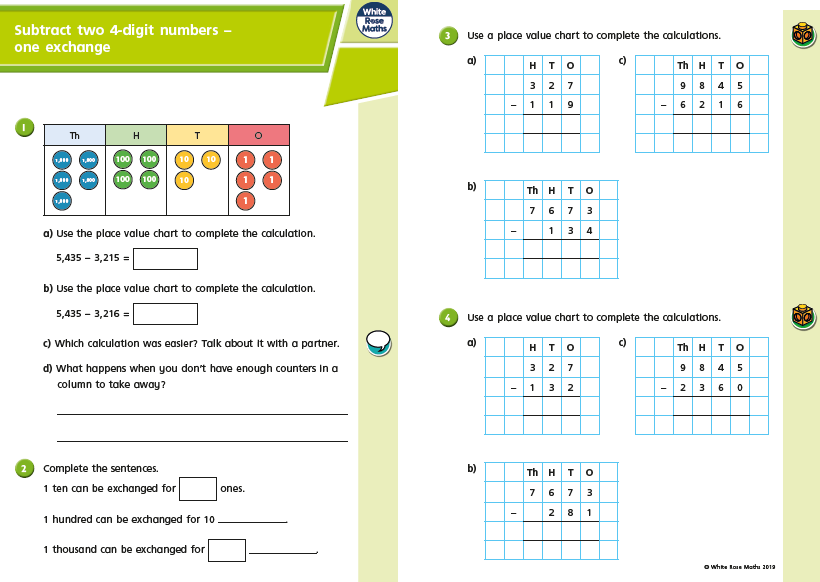 Subtract two 4-digit numbers –
one exchange
White
Rose
Maths
1
Th H T O
1,000 1,000 100 100 10 10 1 1
1,000 1,000 100 100 10 1 1
1,000 1
a) Use the place value chart to complete the calculation.
5,435 – 3,215 =
b) Use the place value chart to complete the calculation.
5,435 – 3,216 =
c) Which calculation was easier? Talk about it with a partner.
d) What happens when you don’t have enough counters in a
column to take away?
2 Complete the sentences.
1 ten can be exchanged for ones.
1 hundred can be exchanged for 10 .
1 thousand can be exchanged for .
3 Use a place value chart to complete the calculations.
a)
H T O
3 2 7
– 1 1 9
c)
Th H T O
9 8 4 5
– 6 2 1 6
b)
Th H T O
7 6 7 3
– 1 3 4
4 Use a place value chart to complete the calculations.
a)
H T O
3 2 7
– 1 3 2
c)
Th H T O
9 8 4 5
– 2 3 6 0
b)
Th H T O
7 6 7 3
– 2 8 1
© White Rose Maths 2019